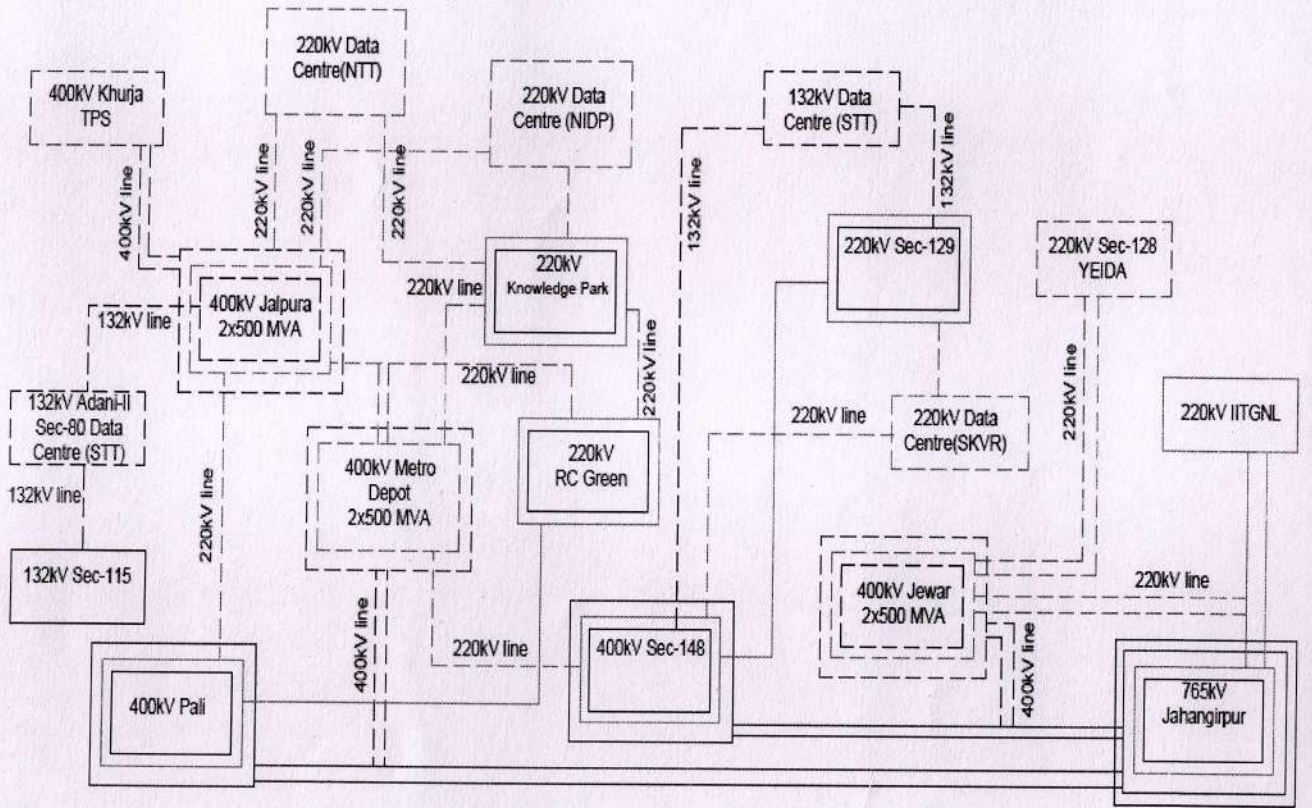 220kV Data
Centre(NTT)
400kV Khurja
TPS
220kV Data
Centre (NIDP)
132kV Data
Centre (STT)
400kV line
220kV line
220kV line
220kV line
132kV line
132kV line
220kV
Knowledge Park
220kV Sec-129
220kV Sec-128
YEIDA
400kV Jalpura
2x500 MVA
132kV line
220kV line
220kV line
220kV line
220kV line
220kV IITGNL
132kV Adani-II
Sec-80 Data
Centre (STT)
220kV line
220kV Data
Centre(SKVR)
400kV Metro
Depot
2x500 MVA
220kV
RC Green
132kV line
220kV line
132kV Sec-115
400kV Jewar
2x500 MVA
220kV line
400kV line
220kV line
400kV Sec-148
400kV line
400kV Pali
765kV
Jahangirpur